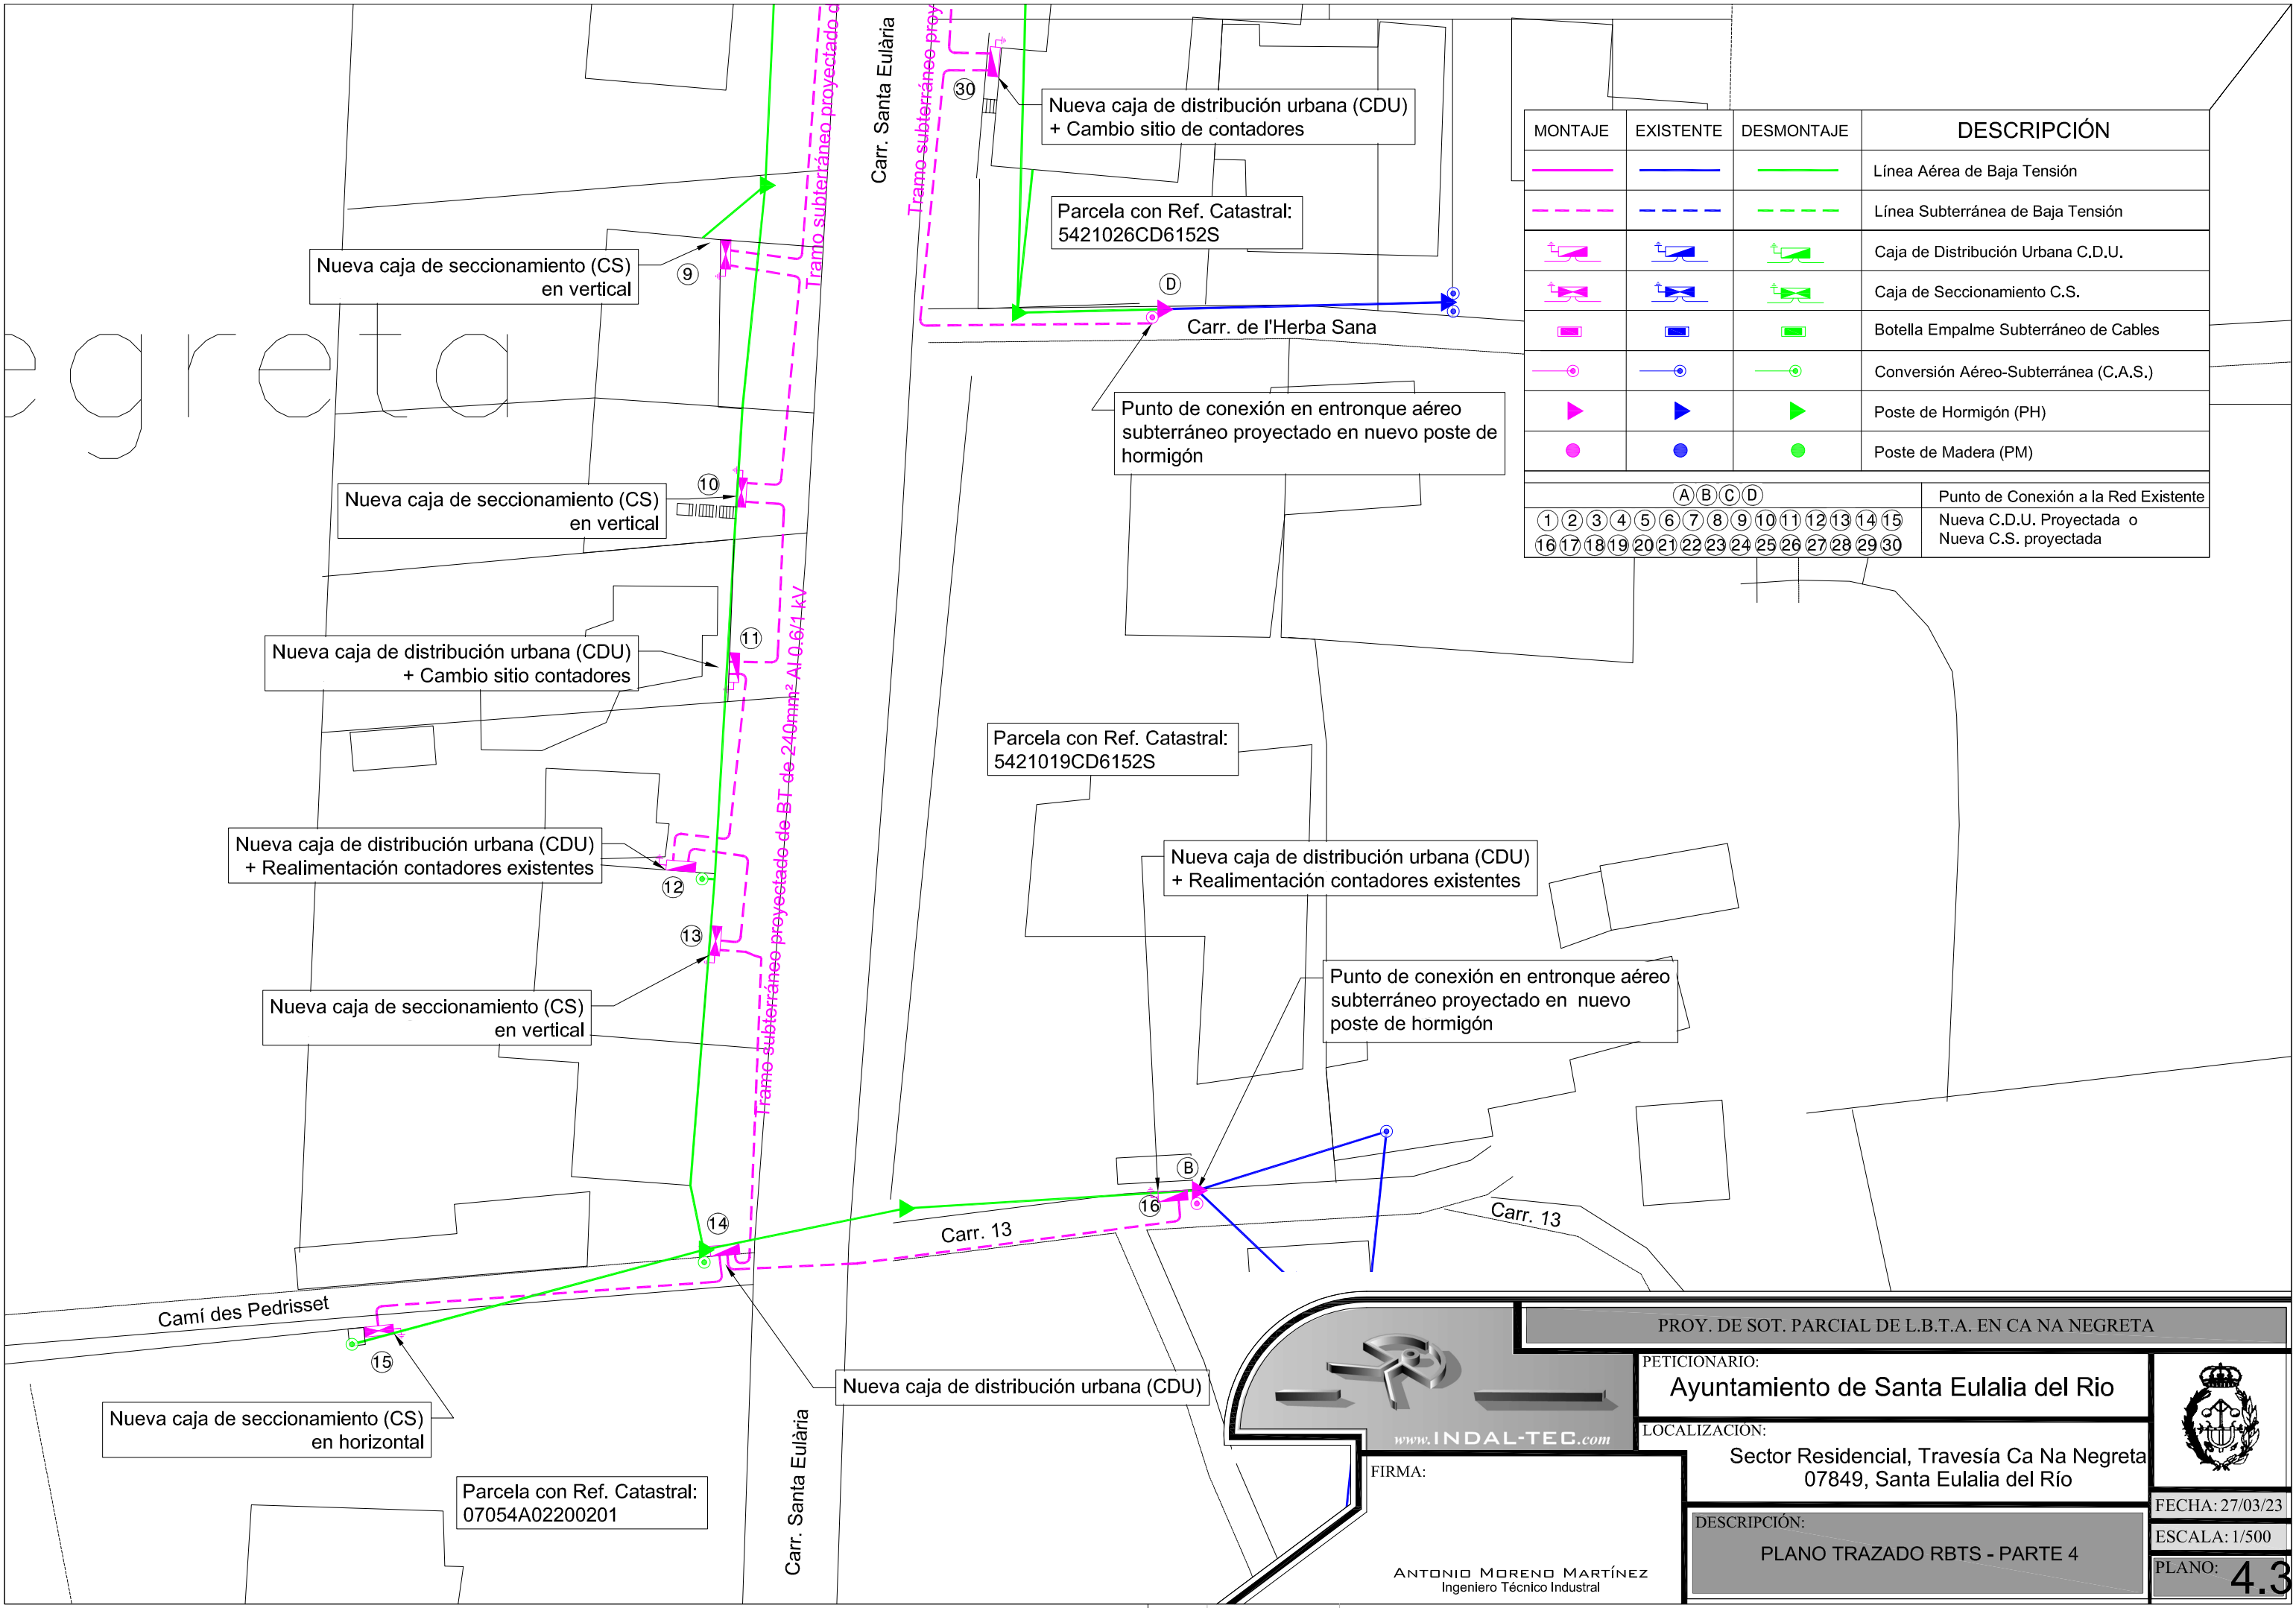 Carr. Santa Eulària
Tramo subterráneo proyectado d
Tramo subterráneo proy
30
Nueva caja de distribución urbana (CDU)
+ Cambio sitio de contadores
Parcela con Ref. Catastral:
5421026CD6152S
Nueva caja de seccionamiento (CS)
en vertical
9
D
Carr. de l'Herba Sana
egreta
Punto de conexión en entronque aéreo
subterráneo proyectado en nuevo poste de
hormigón
MONTAJE EXISTENTE DESMONTAJE DESCRIPCIÓN
Línea Aérea de Baja Tensión
Línea Subterránea de Baja Tensión
Caja de Distribución Urbana C.D.U.
Caja de Seccionamiento C.S.
Botella Empalme Subterráneo de Cables
Conversión Aéreo-Subterránea (C.A.S.)
Poste de Hormigón (PH)
Poste de Madera (PM)
A B C D Punto de Conexión a la Red Existente
1 2 3 4 5 6 7 8 9 10 11 12 13 14 15 Nueva C.D.U. Proyectada o
16 17 18 19 20 21 22 23 24 25 26 27 28 29 30 Nueva C.S. proyectada
10
Nueva caja de seccionamiento (CS)
en vertical
11
Nueva caja de distribución urbana (CDU)
+ Cambio sitio contadores
Tramo subterráneo proyectado de BT de 240mm² Al 0.6/1 kV
Parcela con Ref. Catastral:
5421019CD6152S
Nueva caja de distribución urbana (CDU)
+ Realimentación contadores existentes
12
Nueva caja de distribución urbana (CDU)
+ Realimentación contadores existentes
13
Nueva caja de seccionamiento (CS)
en vertical
Punto de conexión en entronque aéreo
subterráneo proyectado en nuevo
poste de hormigón
B
16
14
Carr. 13
Carr. 13
Camí des Pedrisset
15
Nueva caja de distribución urbana (CDU)
Nueva caja de seccionamiento (CS)
en horizontal
Parcela con Ref. Catastral:
07054A02200201
Carr. Santa Eulària
PROY. DE SOT. PARCIAL DE L.B.T.A. EN CA NA NEGRETA
PETICIONARIO:
Ayuntamiento de Santa Eulalia del Rio
www.INDAL-TEC.com
LOCALIZACIÓN:
Sector Residencial, Travesía Ca Na Negreta
07849, Santa Eulalia del Río
FIRMA:
ANTONIO MORENO MARTÍNEZ
Ingeniero Técnico Industral
DESCRIPCIÓN:
PLANO TRAZADO RBTS - PARTE 4
FECHA: 27/03/23
ESCALA: 1/500
PLANO: 4.3